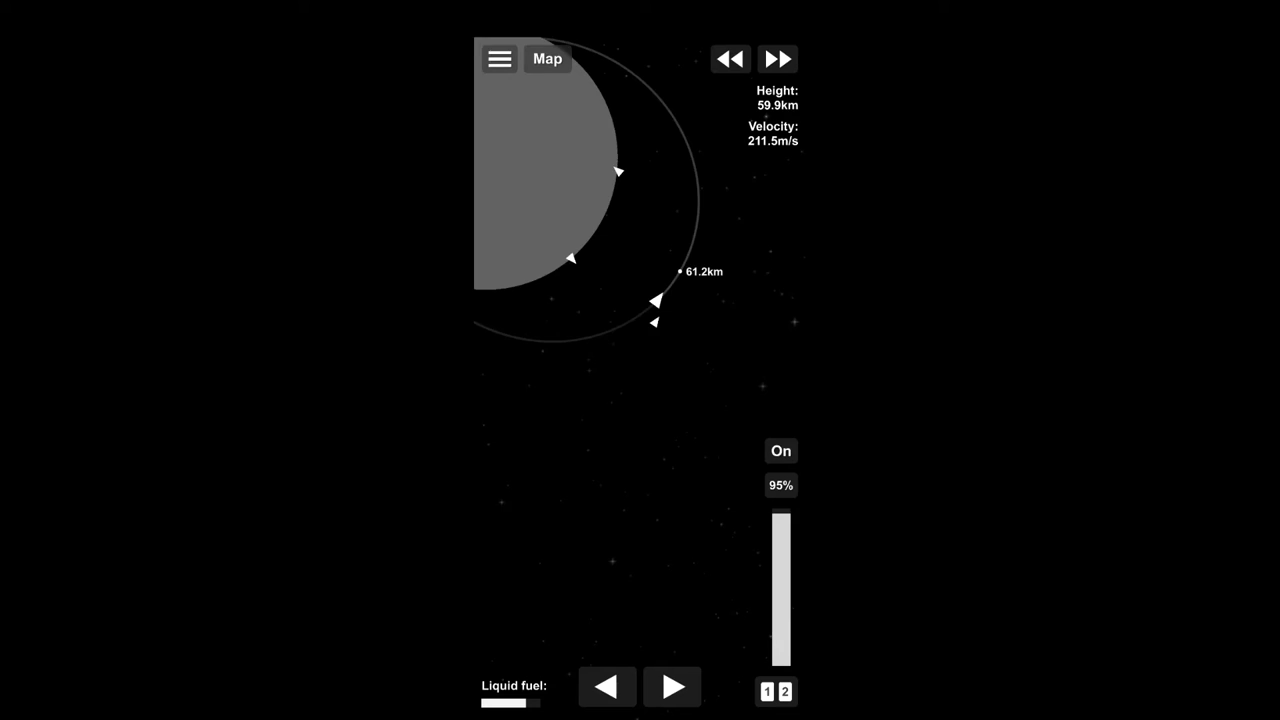 Map
Height:
59.9km
Velocity:
211.5m/s
61.2km
On
95%
Liquid fuel:
1 2